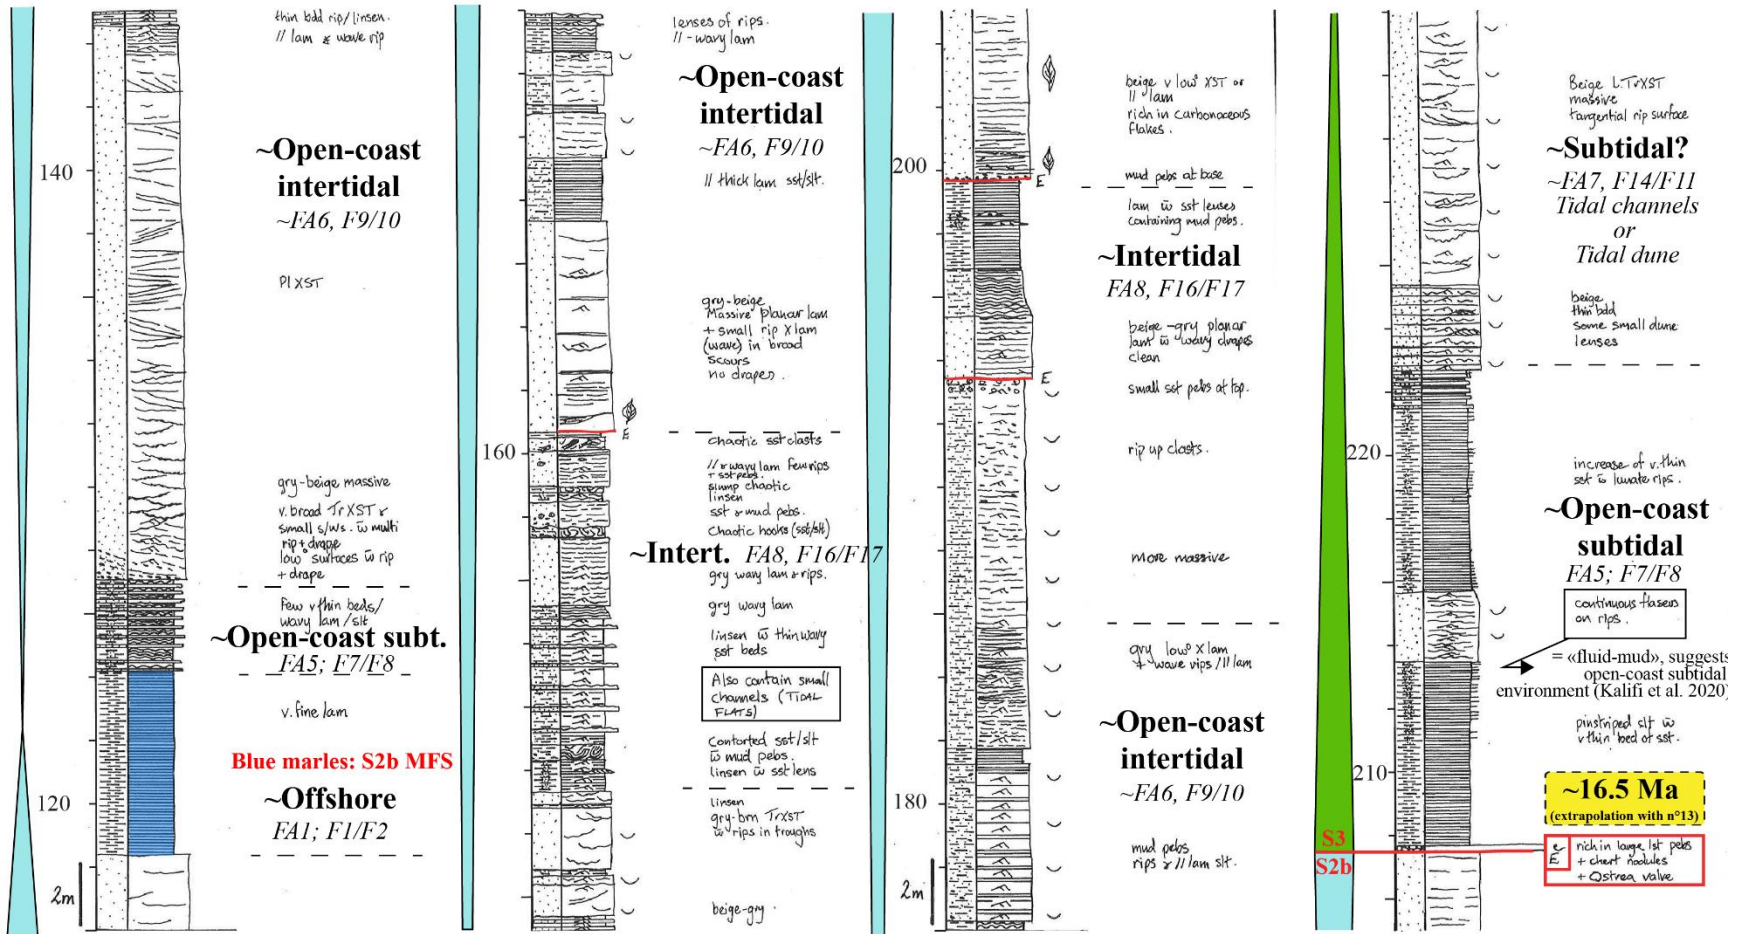 thin bdd rip/linsen.
// lam & wave rip
140
~Open-coast
intertidal
~FA6, F9/10
Pl XST
gry-beige massive
v. broad TrXST &
small s/ws. w multi
rip + drape
low° surfaces w rip
+ drape
Few v thin beds/
wavy lam/slt
~Open-coast subt.
FA5; F7/F8
v. fine lam
Blue marles: S2b MFS
~Offshore
FA1; F1/F2
120
2m
lenses of rips.
// - wavy lam
~Open-coast
intertidal
~FA6, F9/10
// thick lam sst/slt.
gry-beige
Massive planar lam
+ small rip X lam
(wave) in broad
scours
no drapes.
E
160
chaotic sst clasts
// & wavy lam few rips
+ sst pebs.
slump chaotic
linsen
sst & mud pebs.
chaotic hooks (sst/slt)
~Intert. FA8, F16/F17
gry wavy lam & rips.
gry wavy lam
linsen w thin wavy
sst beds
Also contain small
channels (TIDAL
FLATS)
Contorted sst/slt
w mud pebs.
linsen w sst lens
linsen
gry-brn TrXST
w rips in troughs
beige-gry.
beige v low° XST or
// lam
rich in carbonaceous
flakes.
200
mud pebs at base
E
lam w sst lenses
containing mud pebs.
~Intertidal
FA8, F16/F17
beige-gry planar
lam w wavy drapes
clean
E
small sst pebs at top.
rip up clasts.
more massive
gry low° X lam
+ wave rips / // lam
~Open-coast
intertidal
~FA6, F9/10
180
mud pebs
rips & // lam slt.
2m
Beige L.TrXST
massive
tangential rip surface
~Subtidal?
~FA7, F14/F11
Tidal channels
or
Tidal dune
beige
thin bdd
some small dune
lenses
220
increase of v. thin
sst w lunate rips.
~Open-coast
subtidal
FA5; F7/F8
continuous flasers
on rips.
= «fluid-mud», suggests
open-coast subtidal
environment (Kalifi et al. 2020)
pinstriped slt w
v thin bed of sst.
210
~16.5 Ma
(extrapolation with n°13)
S3
S2b
e
E
rich in large lst pebs
+ chert nodules
+ Ostrea valve